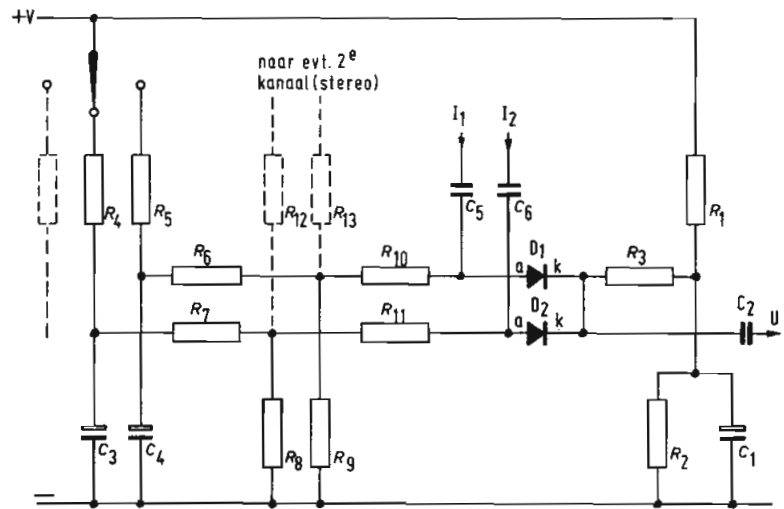 +V
naar evt. 2e
kanaal (stereo)
I1
I2
R4
R5
R12
R13
C5
C6
R1
R6
R10
D1
R3
a
k
R7
R11
D2
a
k
C2
U
C3
C4
R8
R9
R2
C1
—